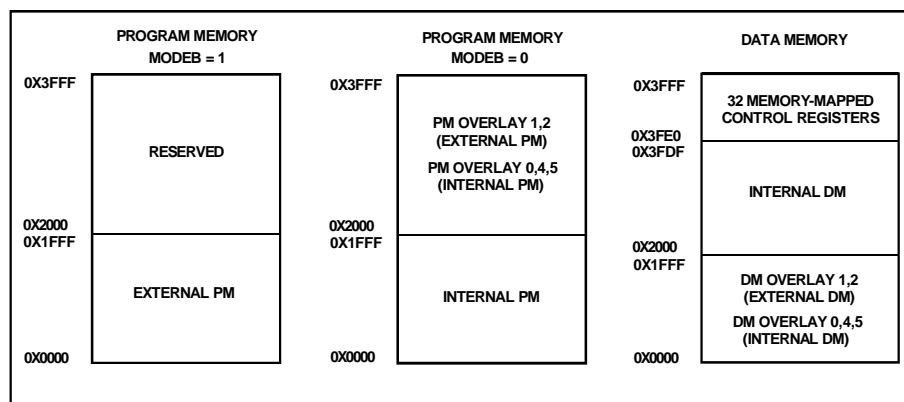 PROGRAM MEMORY
MODEB = 1
0X3FFF
RESERVED
0X2000
0X1FFF
EXTERNAL PM
0X0000
PROGRAM MEMORY
MODEB = 0
0X3FFF
PM OVERLAY 1,2
(EXTERNAL PM)
PM OVERLAY 0,4,5
(INTERNAL PM)
0X2000
0X1FFF
INTERNAL PM
0X0000
DATA MEMORY
0X3FFF
32 MEMORY-MAPPED
CONTROL REGISTERS
0X3FE0
0X3FDF
INTERNAL DM
0X2000
0X1FFF
DM OVERLAY 1,2
(EXTERNAL DM)
DM OVERLAY 0,4,5
(INTERNAL DM)
0X0000